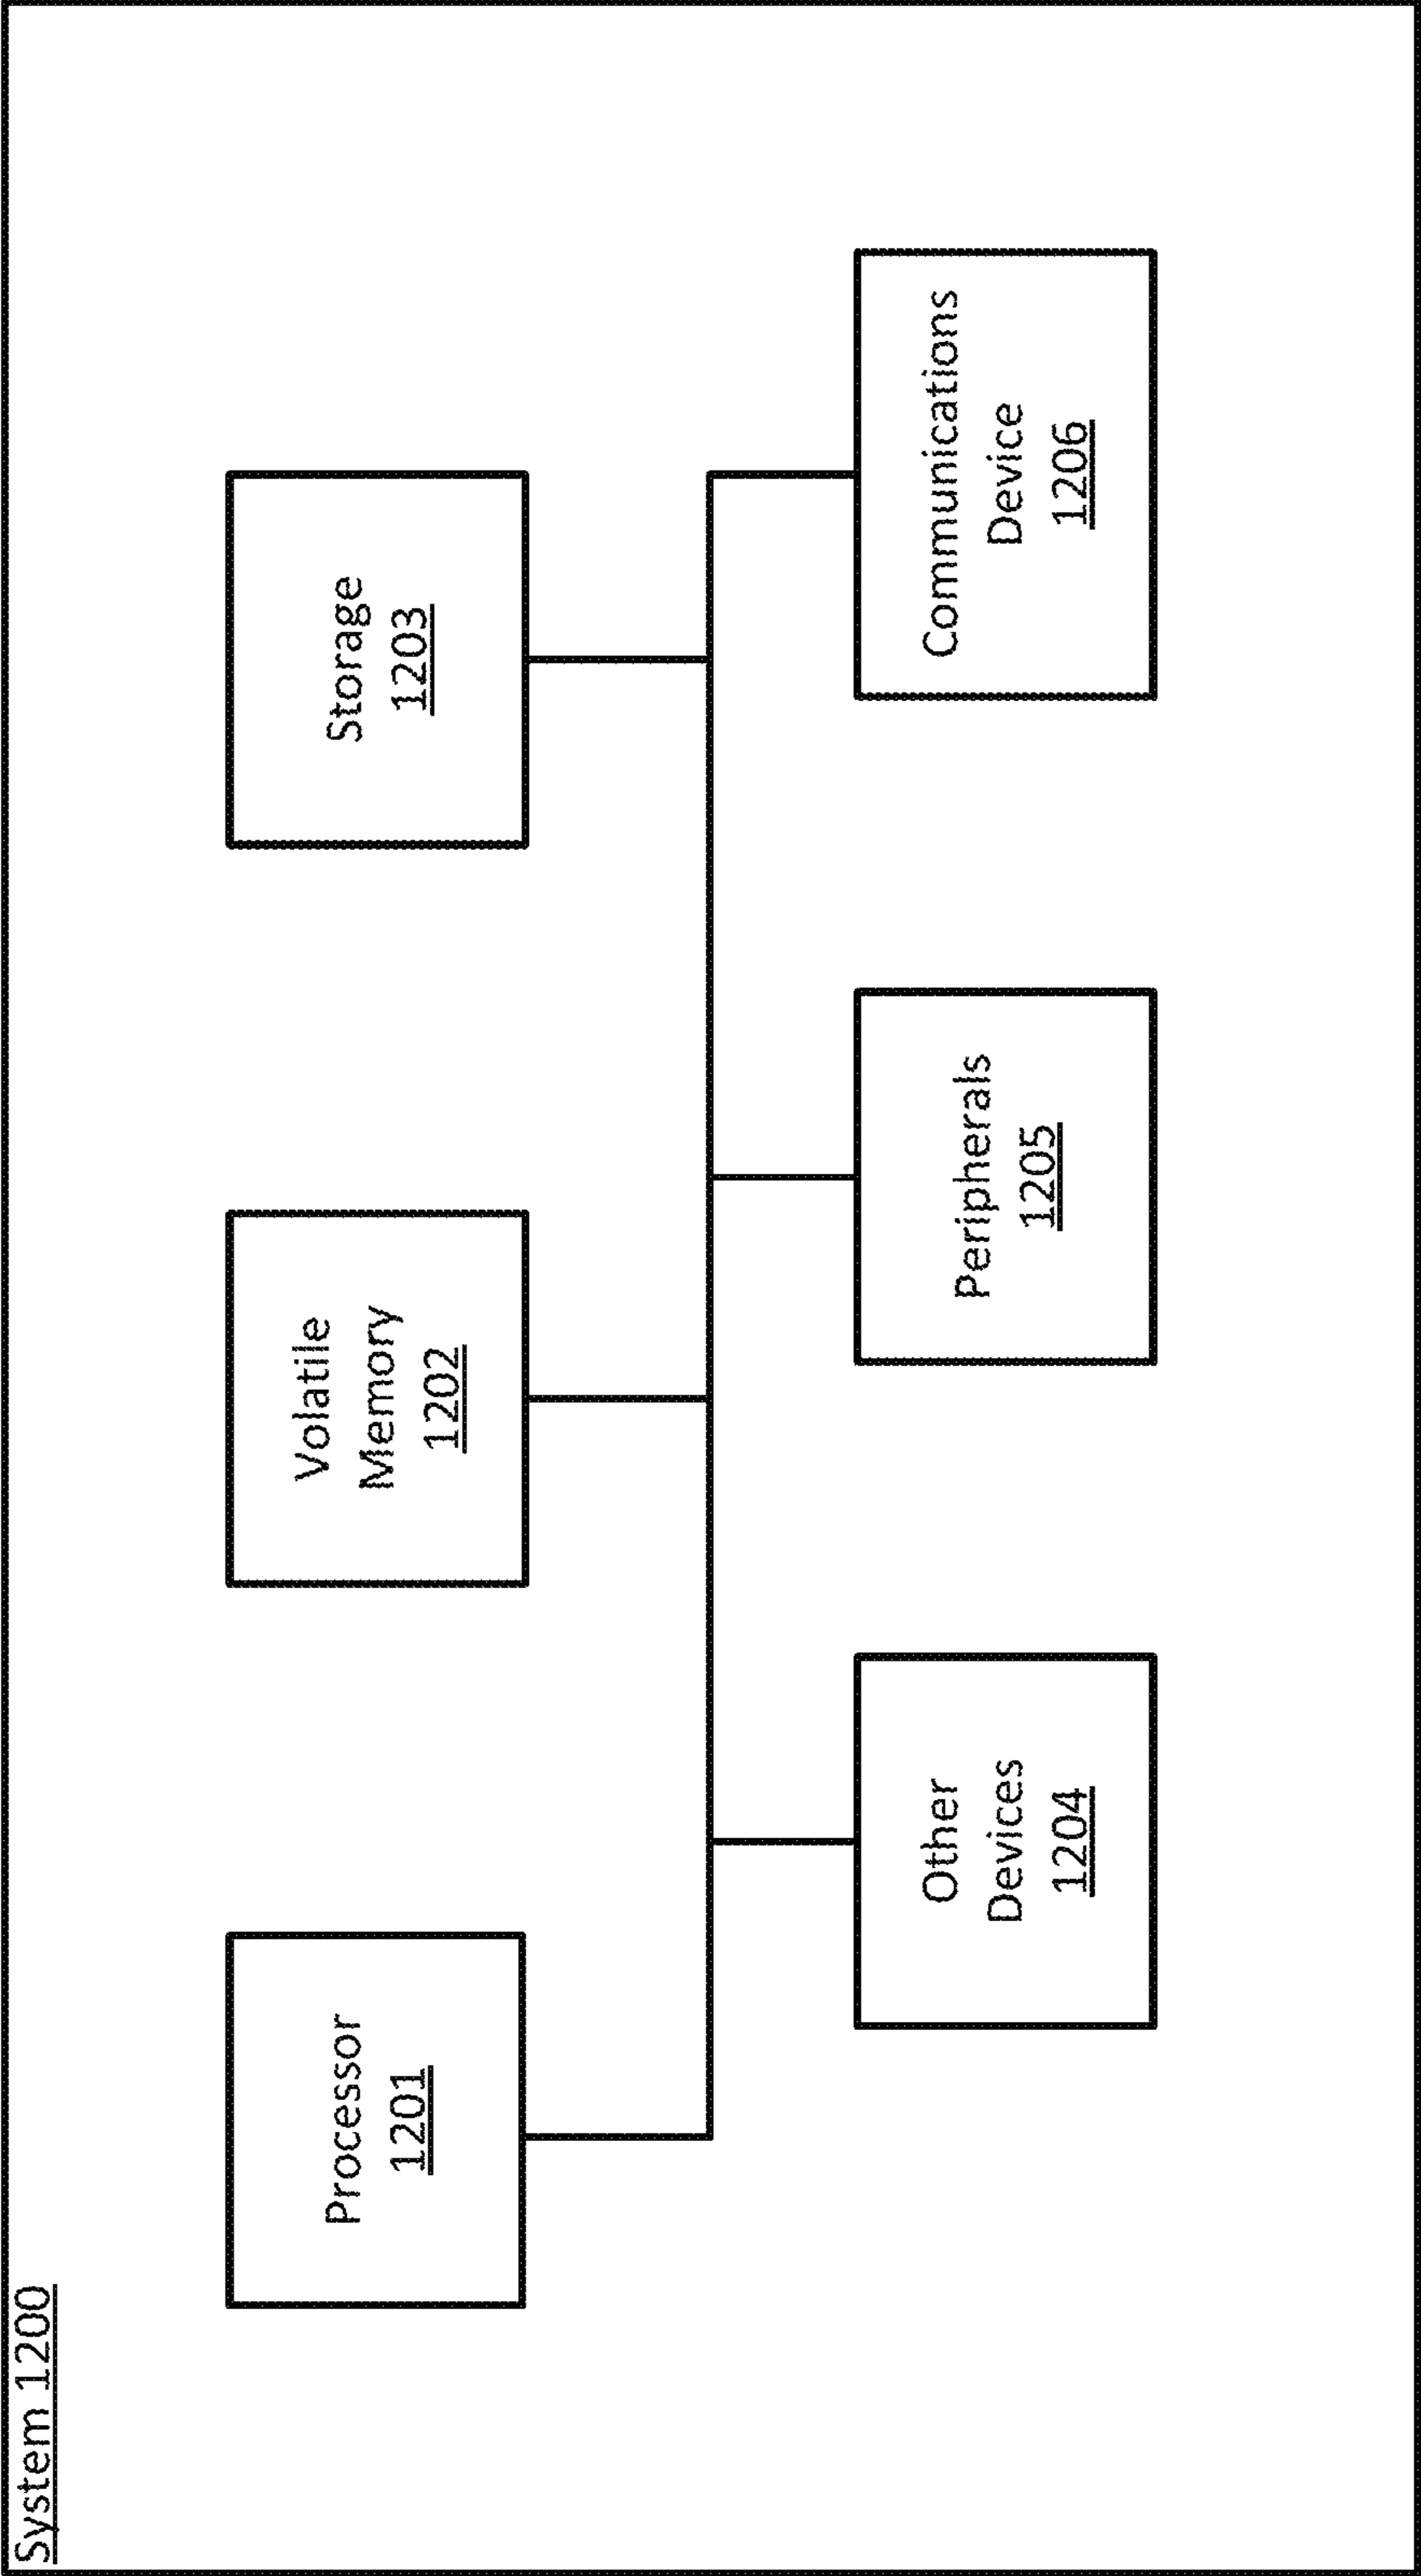 System 1200
Processor
1201
Volatile
Memory
1202
Storage
1203
Other
Devices
1204
Peripherals
1205
Communications
Device
1206